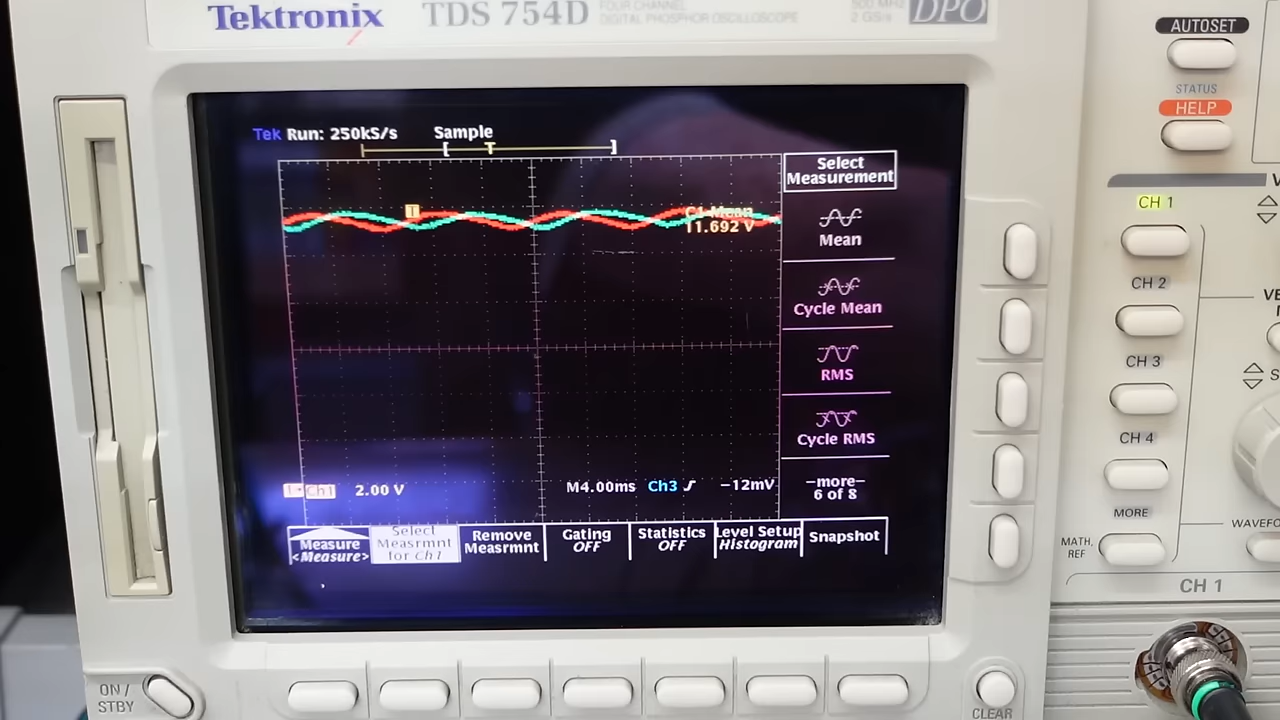 Tektronix TDS 754D FOUR CHANNEL
DIGITAL PHOSPHOR OSCILLOSCOPE
500 MHz
2 GS/s
DPO
AUTOSET
STATUS
HELP
Tek Run: 250kS/s Sample
T
C1 Mean
11.692 V
Select
Measurement
Mean
Cycle Mean
RMS
Cycle RMS
–more–
6 of 8
Ch1 2.00 V M4.00ms Ch3 −12mV
Measure
<Measure>
Select
Measrmnt
for Ch1
Remove
Measrmnt
Gating
OFF
Statistics
OFF
Level Setup
Histogram
Snapshot
CH 1
CH 2
CH 3
CH 4
MORE
MATH,
REF
CH 1
ON /
STBY
CLEAR